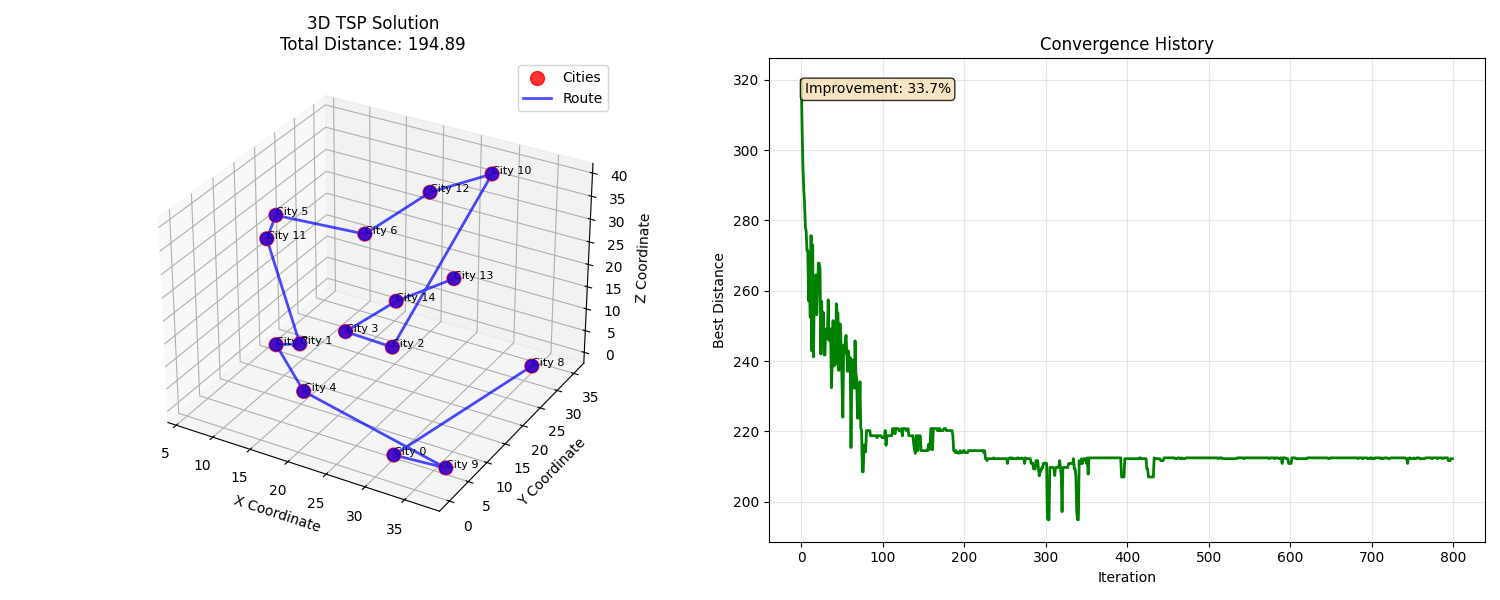 3D TSP Solution
Total Distance: 194.89
Cities
Route
City 10
City 12
City 5
City 6
City 11
City 13
City 14
City 3
City 1
City 2
City 8
City 4
City 0
City 9
5
10
15
20
25
30
35
X Coordinate
0
5
10
15
20
25
30
35
Y Coordinate
0
5
10
15
20
25
30
35
40
Z Coordinate
Convergence History
Improvement: 33.7%
320
300
280
260
240
220
200
Best Distance
0
100
200
300
400
500
600
700
800
Iteration